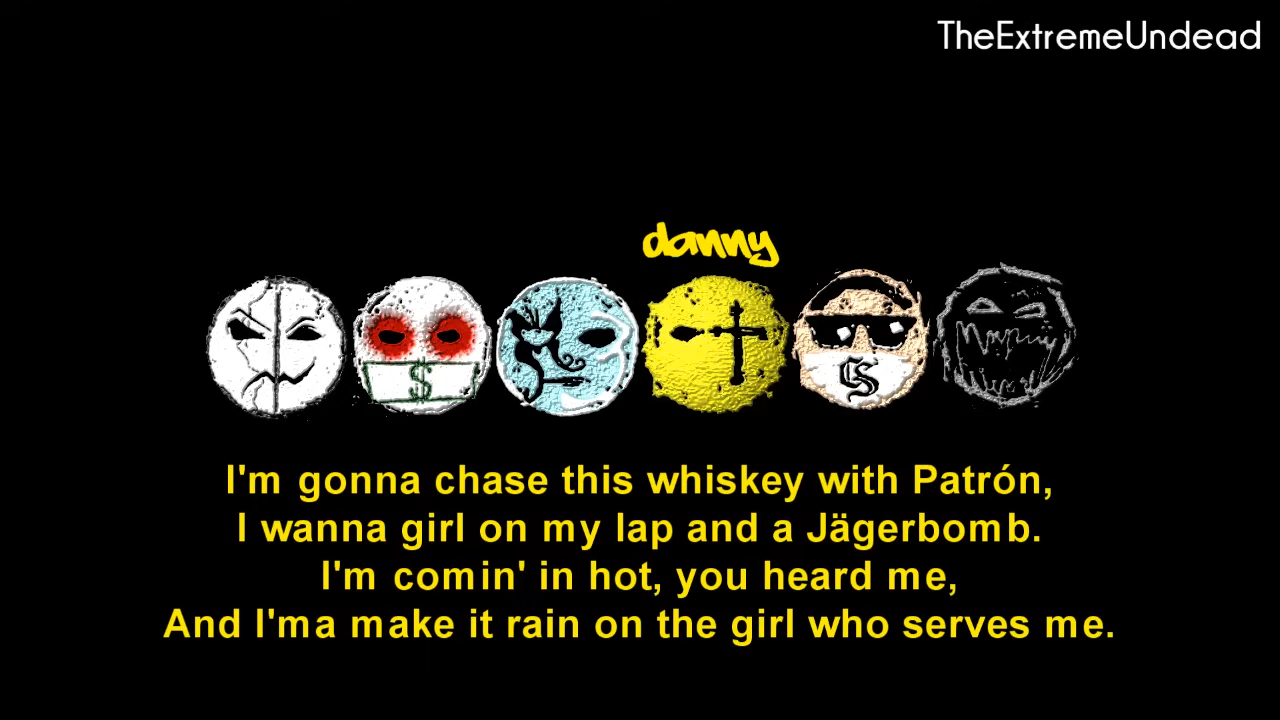 TheExtremeUndead
danny
$
I'm gonna chase this whiskey with Patrón,
I wanna girl on my lap and a Jägerbomb.
I'm comin' in hot, you heard me,
And I'ma make it rain on the girl who serves me.